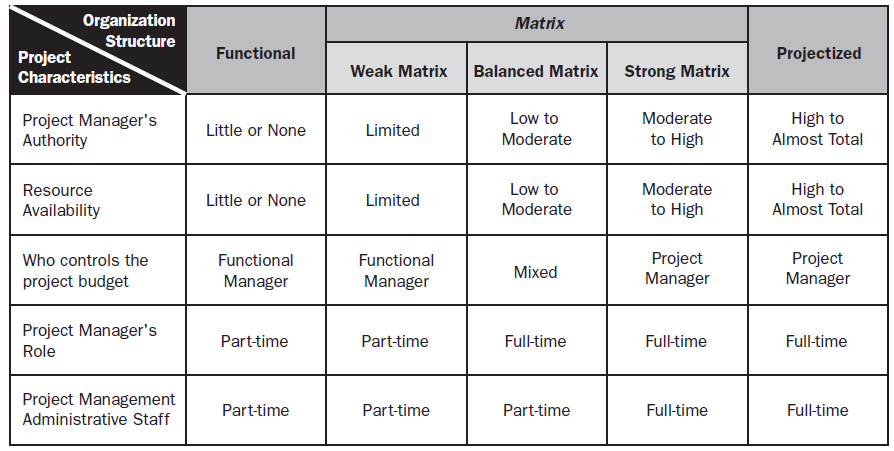 Organization
Structure
Project
Characteristics
Functional
Matrix
Weak Matrix
Balanced Matrix
Strong Matrix
Projectized
Project Manager's
Authority
Little or None
Limited
Low to
Moderate
Moderate
to High
High to
Almost Total
Resource
Availability
Little or None
Limited
Low to
Moderate
Moderate
to High
High to
Almost Total
Who controls the
project budget
Functional
Manager
Functional
Manager
Mixed
Project
Manager
Project
Manager
Project Manager's
Role
Part-time
Part-time
Full-time
Full-time
Full-time
Project Management
Administrative Staff
Part-time
Part-time
Part-time
Full-time
Full-time